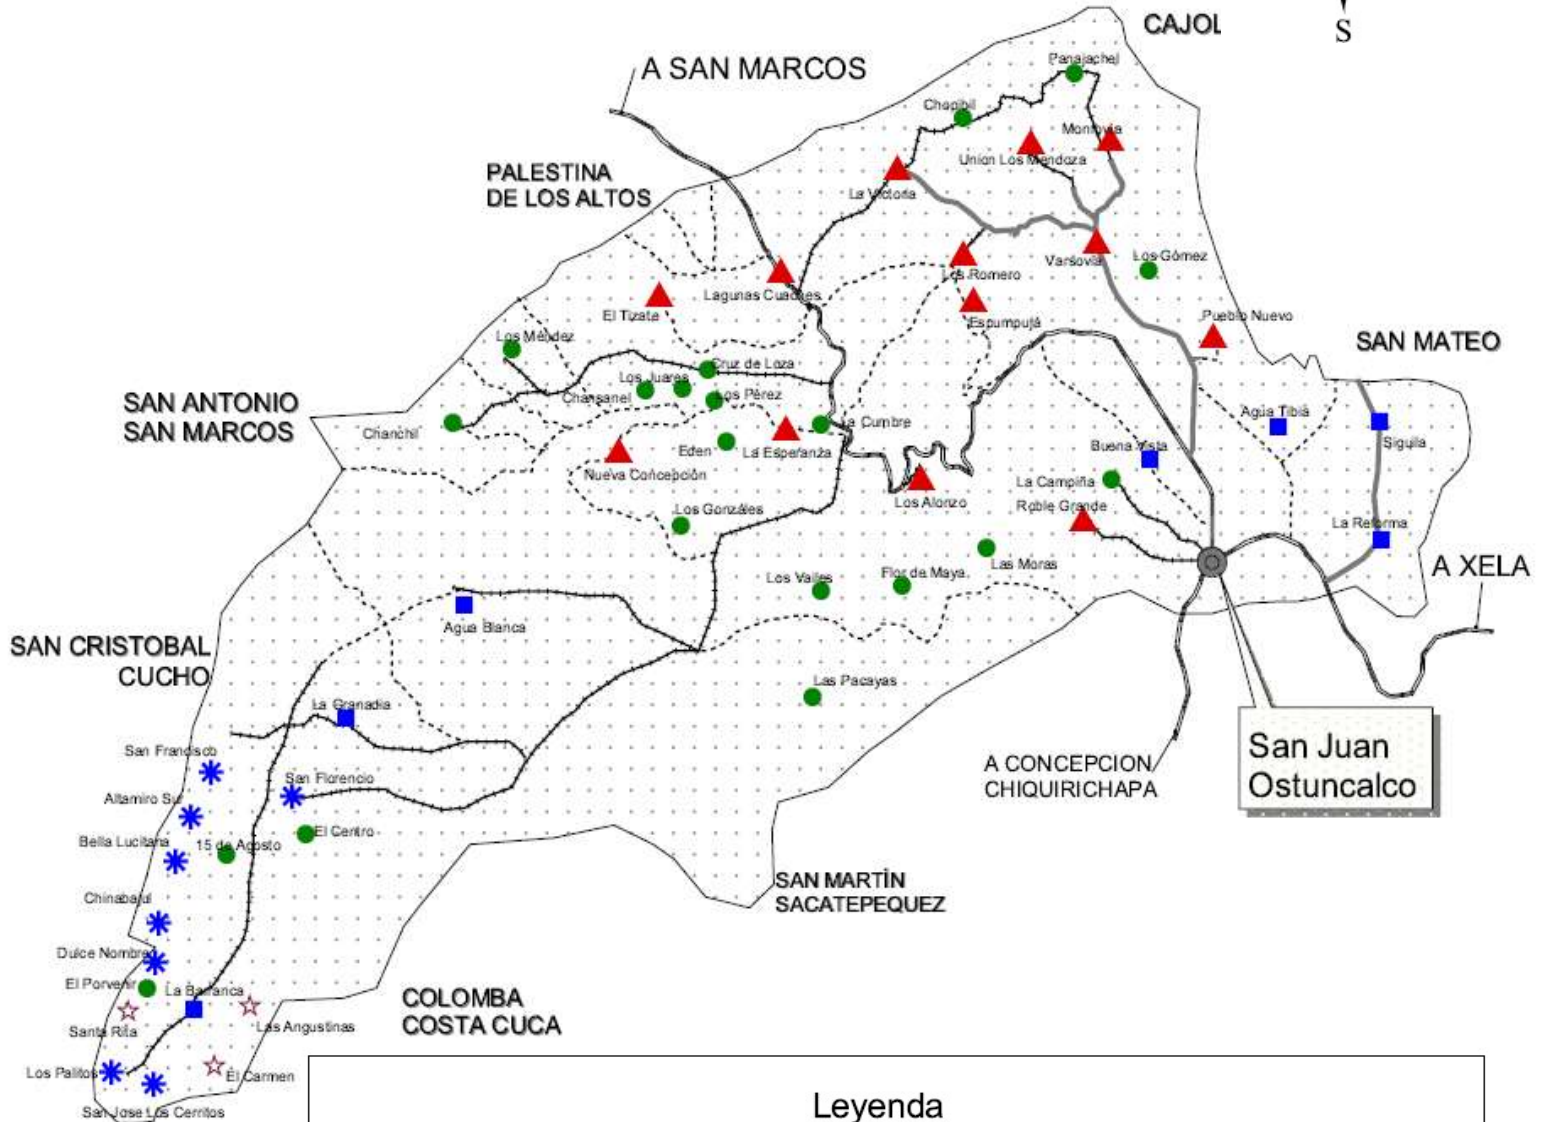 S
CAJOL
A SAN MARCOS
Panajachel
Chopibil
Monrovia
Union Los Mendoza
PALESTINA
DE LOS ALTOS
La Victoria
Varsovia
Los Gómez
Los Romero
Lagunas Cuaches
El Tizate
Espumpujá
Pueblo Nuevo
SAN MATEO
Los Méndez
Cruz de Loza
Los Juares
Chansanel
Los Pérez
SAN ANTONIO
SAN MARCOS
Chanchil
La Cumbre
Agua Tibia
Siguila
Eden
La Esperanza
Buena Vista
Nueva Concepción
La Campiña
Los Alonzo
Roble Grande
Los Gonzáles
La Reforma
A XELA
Las Moras
Los Valles
Flor de Maya
Agua Blanca
SAN CRISTOBAL
CUCHO
Las Pacayas
La Granadia
San Francisco
San Florencio
A CONCEPCION
CHIQUIRICHAPA
San Juan
Ostuncalco
Altamiro Sur
El Centro
Bella Lucitana
15 de Agosto
SAN MARTÌN
SACATEPEQUEZ
Chinabajul
Dulce Nombre
El Porvenir
La Barranca
COLOMBA
COSTA CUCA
Santa Rita
Las Angustinas
Los Palitos
El Carmen
San Jose Los Cerritos
Leyenda